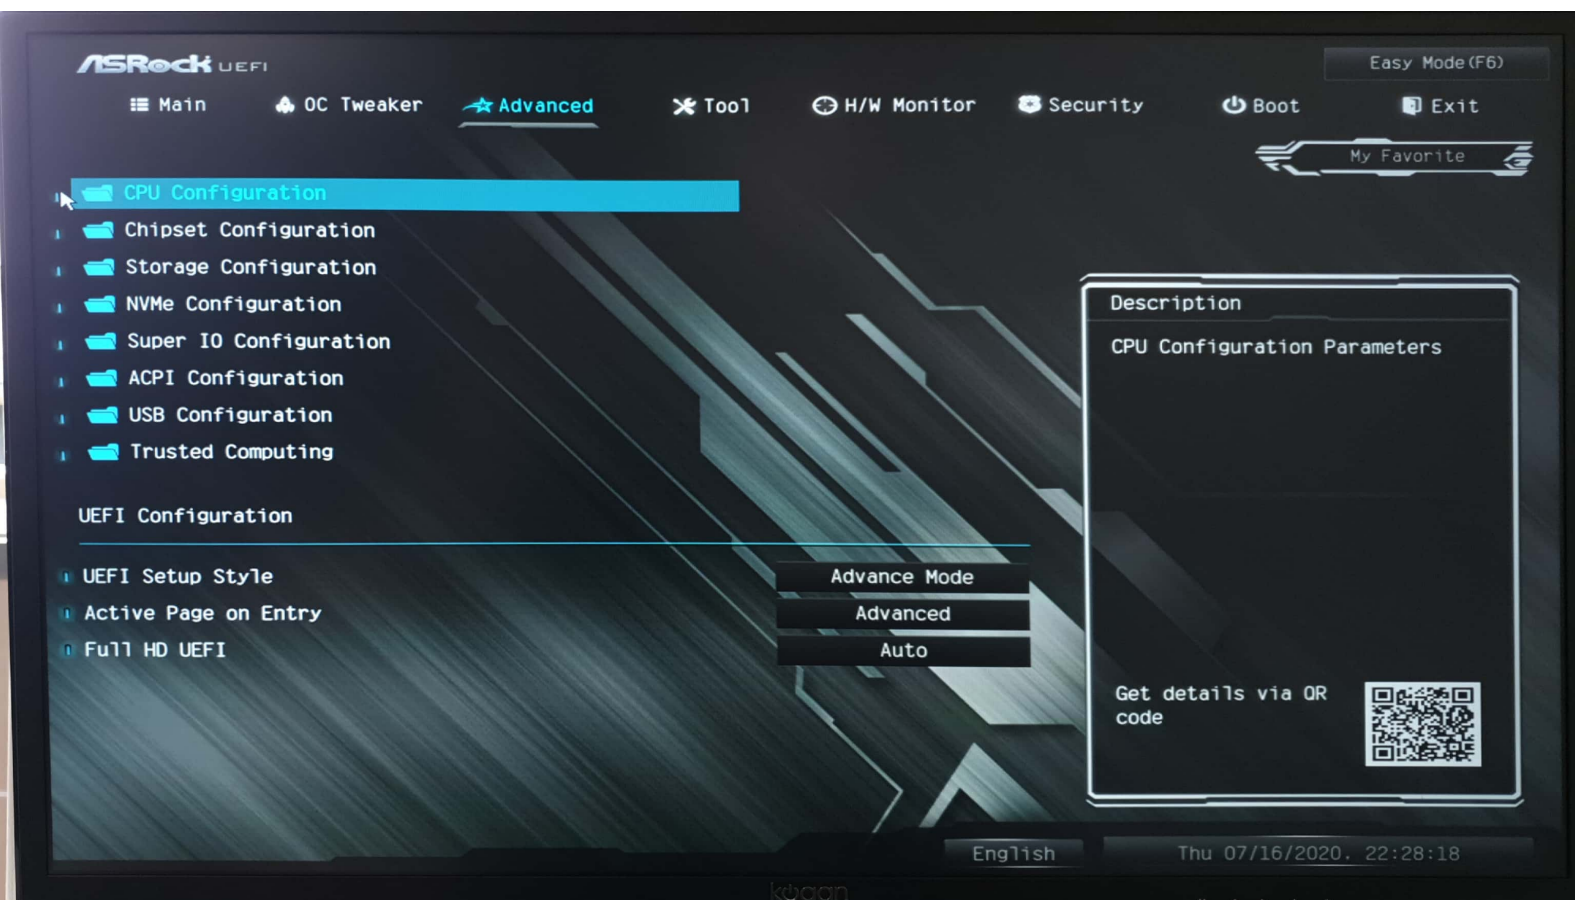 ASRock UEFI
Easy Mode(F6)
Main
OC Tweaker
Advanced
Tool
H/W Monitor
Security
Boot
Exit
My Favorite
CPU Configuration
Chipset Configuration
Storage Configuration
NVMe Configuration
Super IO Configuration
ACPI Configuration
USB Configuration
Trusted Computing
UEFI Configuration
UEFI Setup Style
Advance Mode
Active Page on Entry
Advanced
Full HD UEFI
Auto
Description
CPU Configuration Parameters
Get details via QR
code
English
Thu 07/16/2020. 22:28:18
kogan